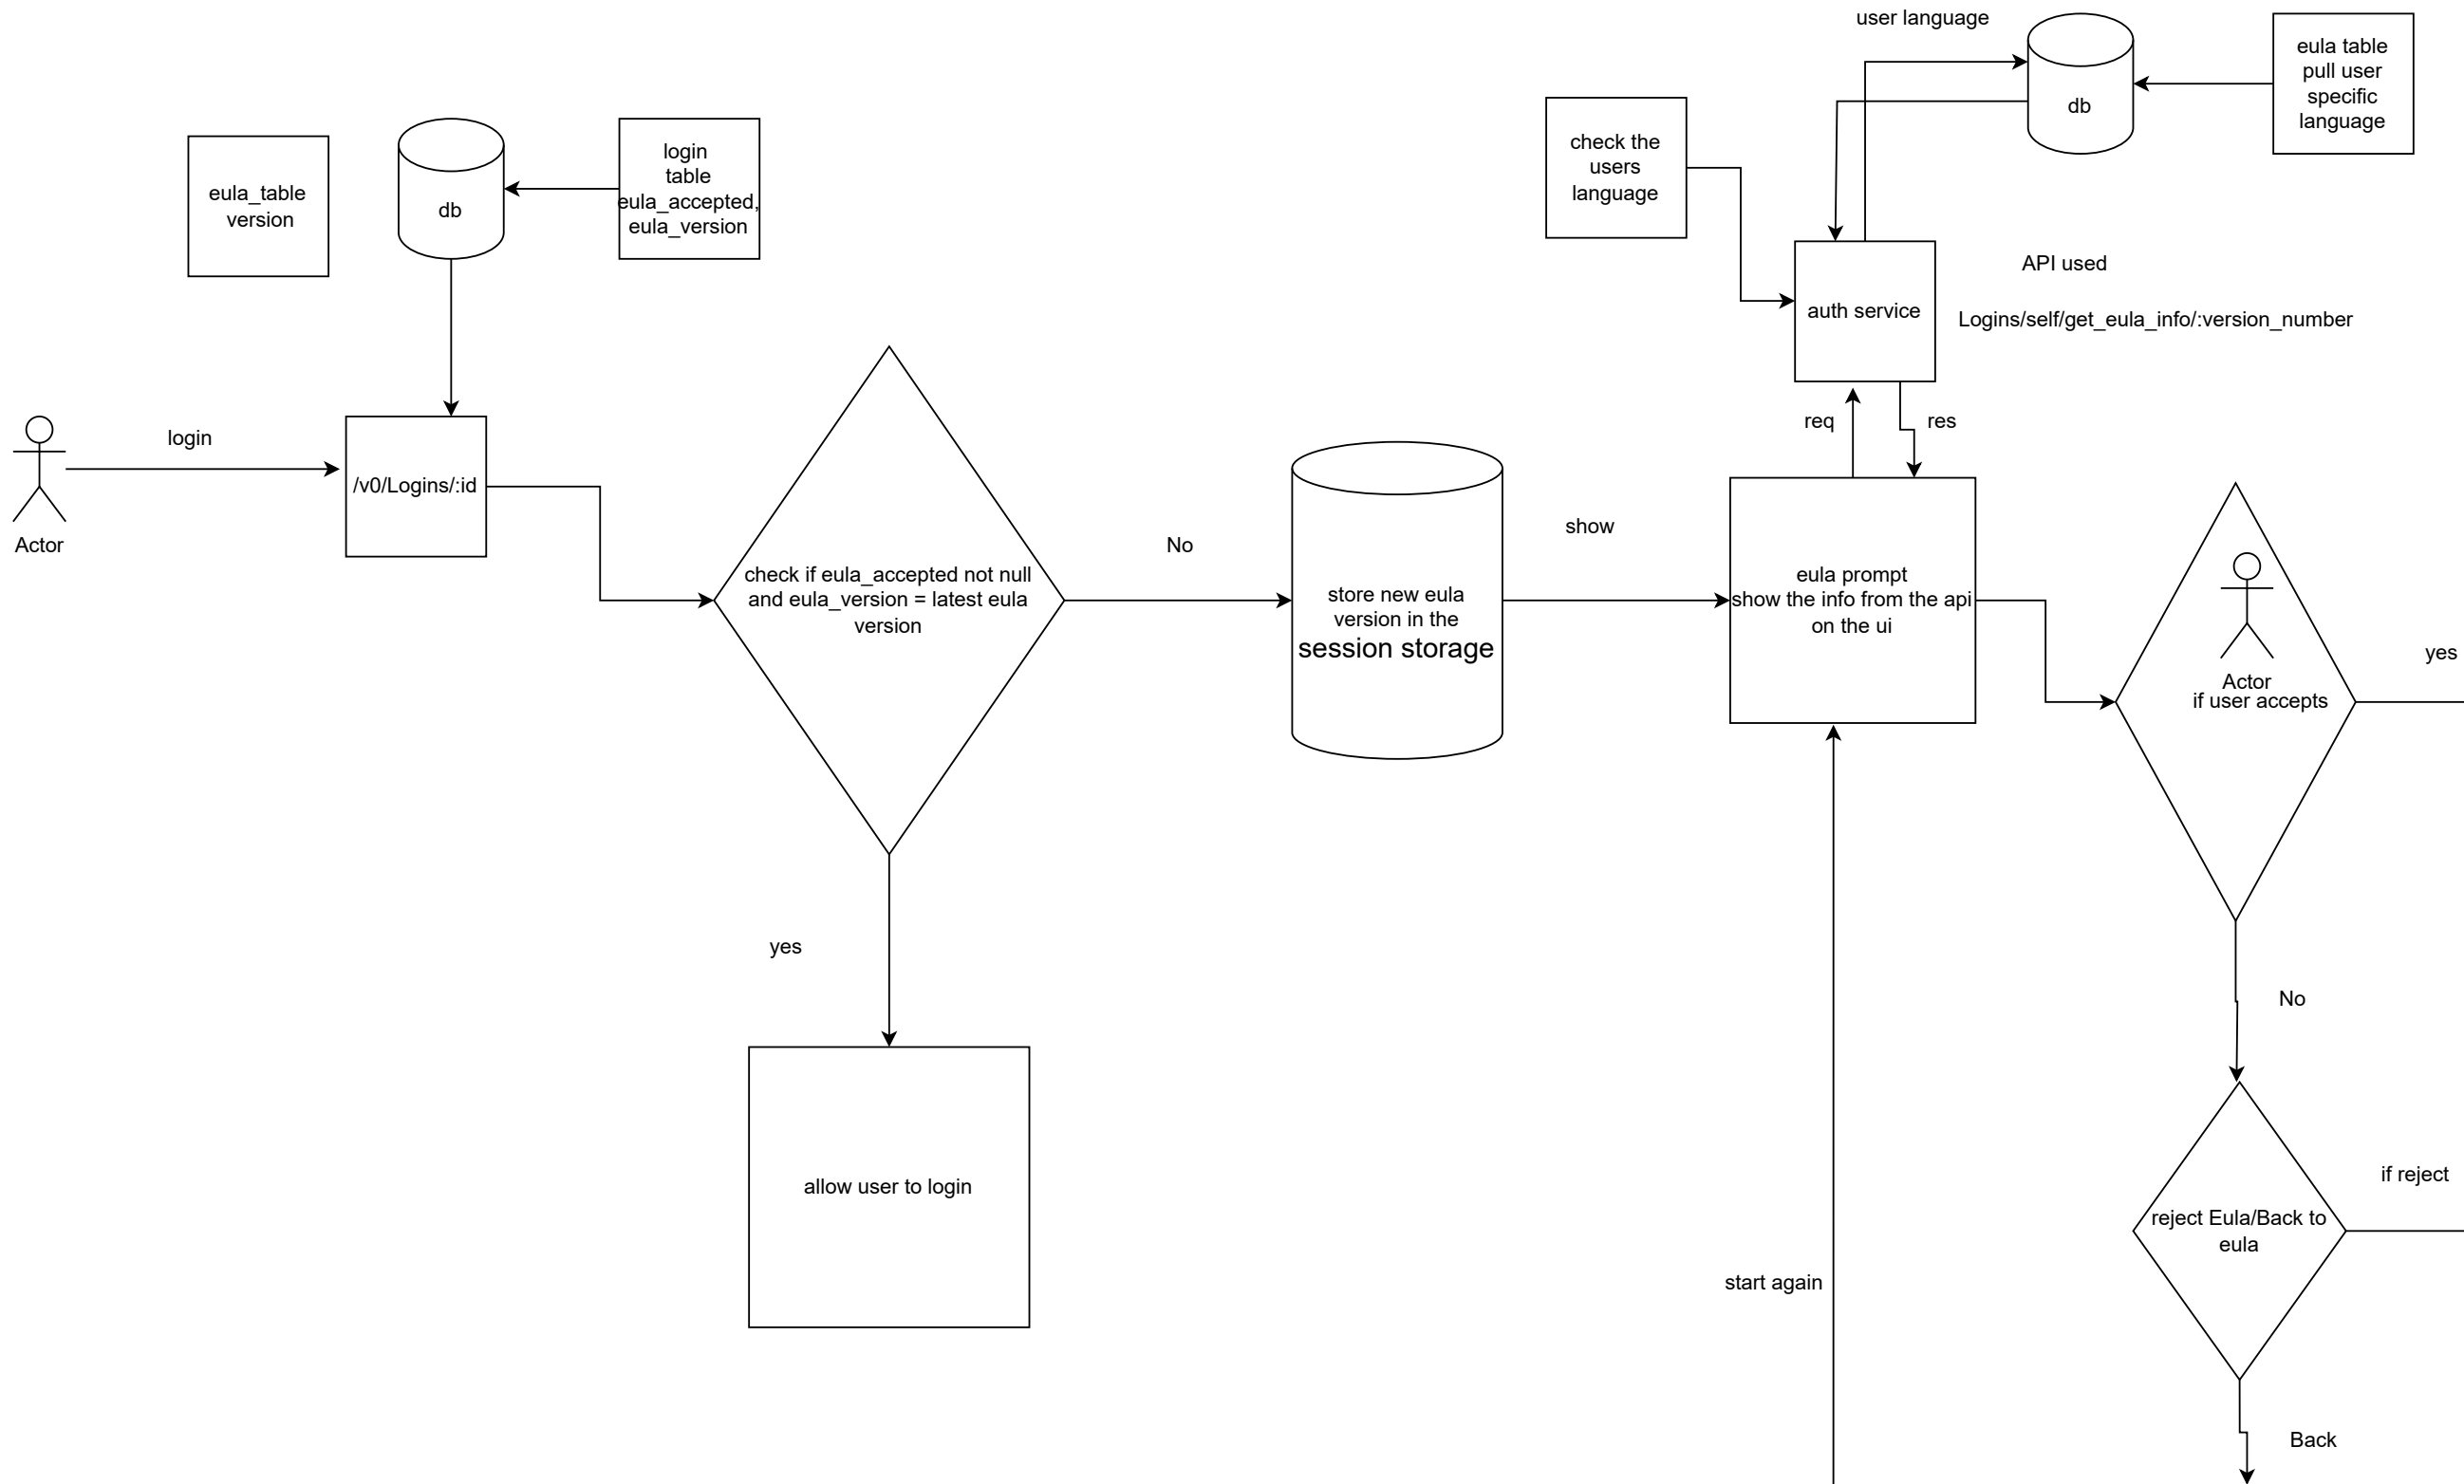 user language
eula table
pull user
specific
language
db
check the
users
language
login
table
eula_accepted,
eula_version
eula_table
version
db
API used
auth service
Logins/self/get_eula_info/:version_number
req
res
login
/v0/Logins/:id
Actor
show
No
check if eula_accepted not null
and eula_version = latest eula
version
store new eula
version in the
session storage
eula prompt
show the info from the api
on the ui
Actor
if user accepts
yes
yes
No
if reject
allow user to login
reject Eula/Back to
eula
start again
Back